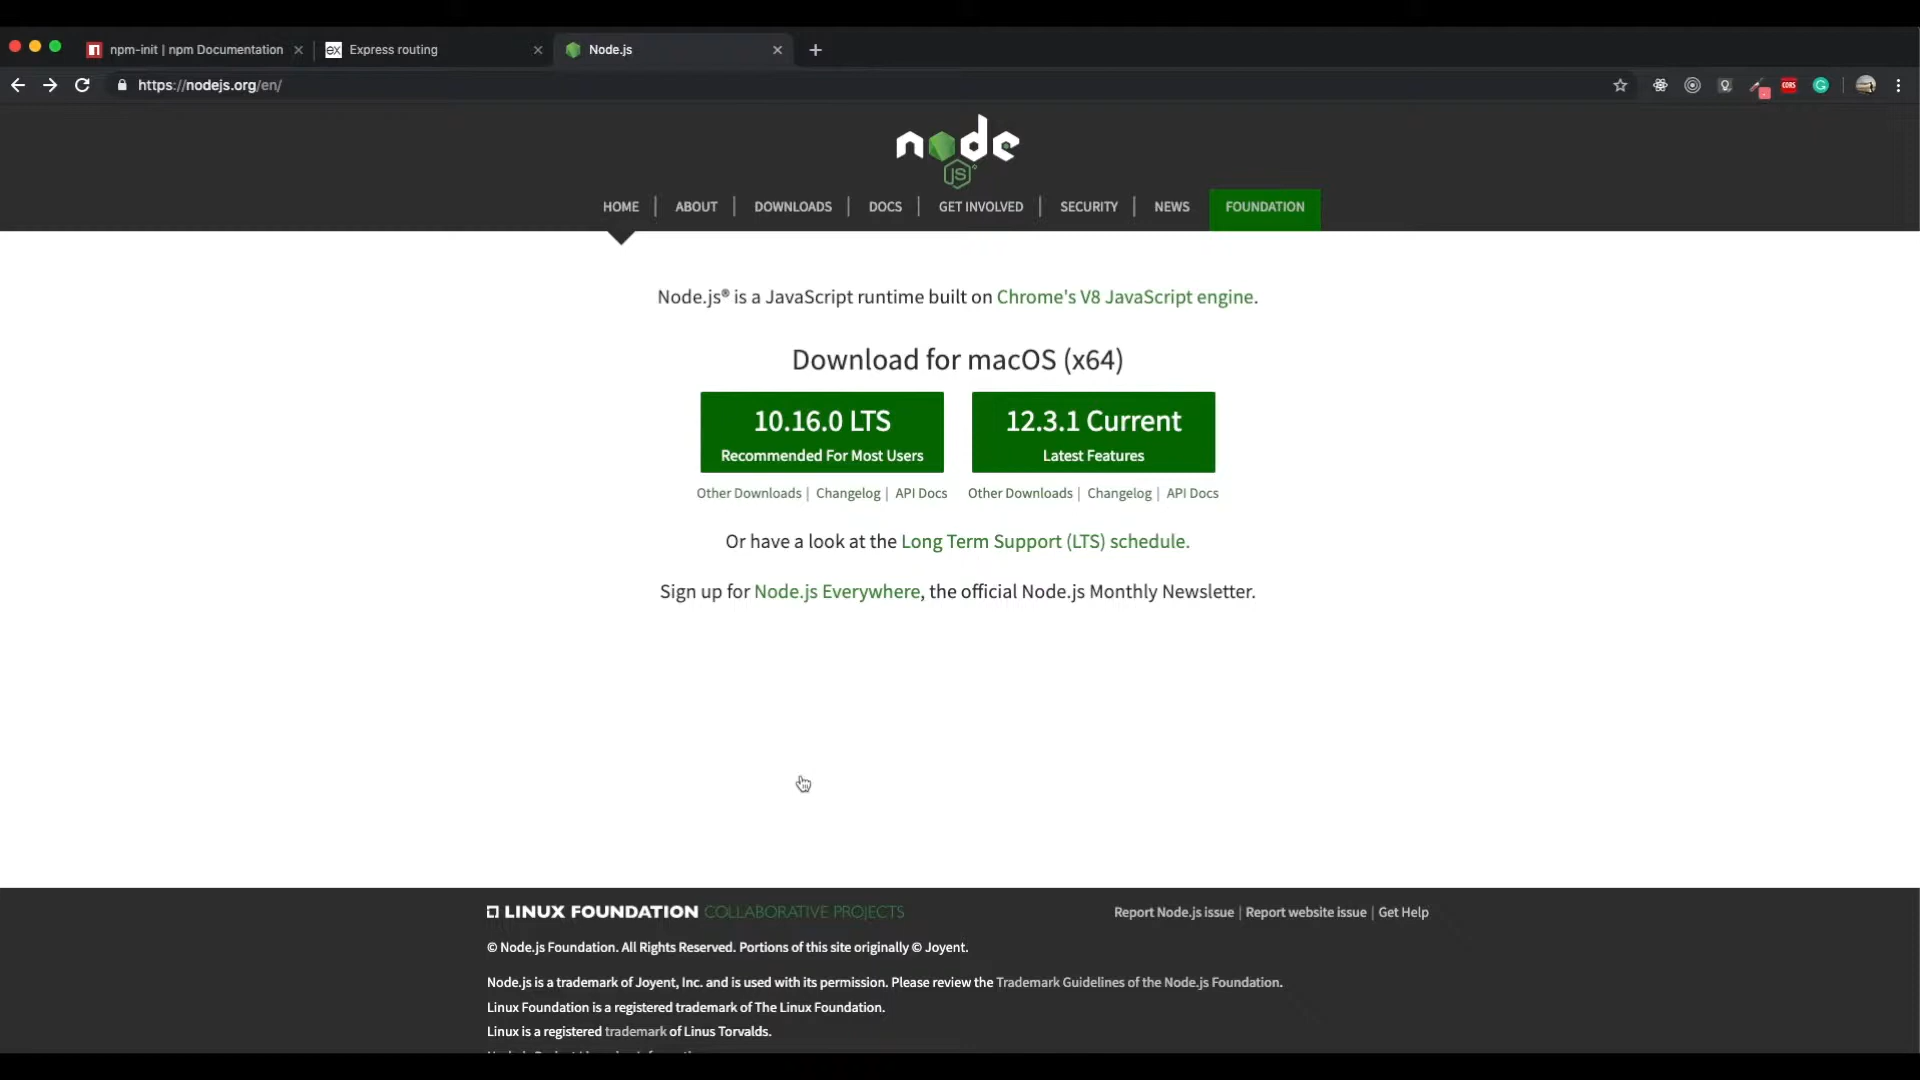 npm-init | npm Documentation
ex Express routing
Node.js
https://nodejs.org/en/
CORS
node
JS
HOME | ABOUT | DOWNLOADS | DOCS | GET INVOLVED | SECURITY | NEWS FOUNDATION
Node.js® is a JavaScript runtime built on Chrome's V8 JavaScript engine.
Download for macOS (x64)
10.16.0 LTS
Recommended For Most Users
12.3.1 Current
Latest Features
Other Downloads | Changelog | API Docs
Other Downloads | Changelog | API Docs
Or have a look at the Long Term Support (LTS) schedule.
Sign up for Node.js Everywhere, the official Node.js Monthly Newsletter.
LINUX FOUNDATION COLLABORATIVE PROJECTS
Report Node.js issue | Report website issue | Get Help
© Node.js Foundation. All Rights Reserved. Portions of this site originally © Joyent.
Node.js is a trademark of Joyent, Inc. and is used with its permission. Please review the Trademark Guidelines of the Node.js Foundation.
Linux Foundation is a registered trademark of The Linux Foundation.
Linux is a registered trademark of Linus Torvalds.